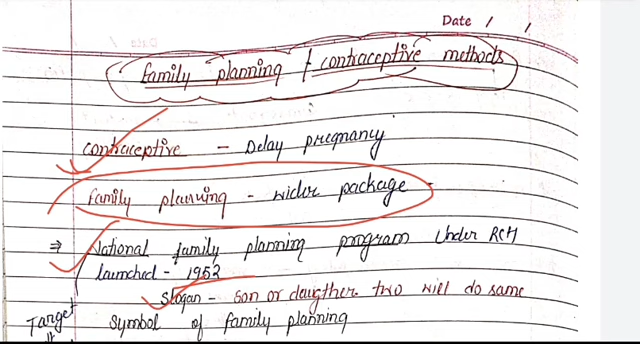 Date / /
Family planning / contraceptive methods
contraceptive - Delay pregnancy
Family planning - wider package
⇒ National family planning program Under RCH
launched - 1952
slogan - son or daugther two will do same
Target Symbol of family planning